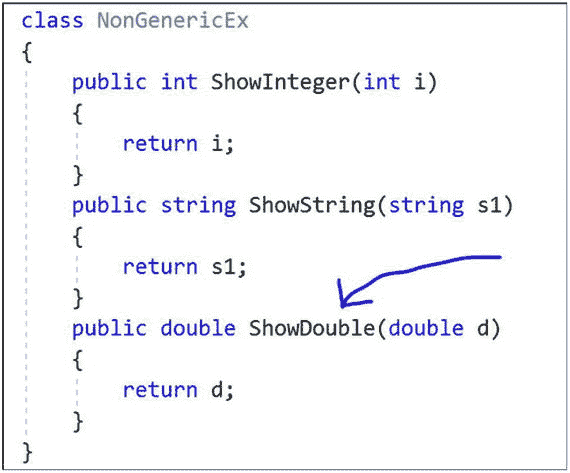 class NonGenericEx
{
    public int ShowInteger(int i)
    {
        return i;
    }
    public string ShowString(string s1)
    {
        return s1;
    }
    public double ShowDouble(double d)
    {
        return d;
    }
}